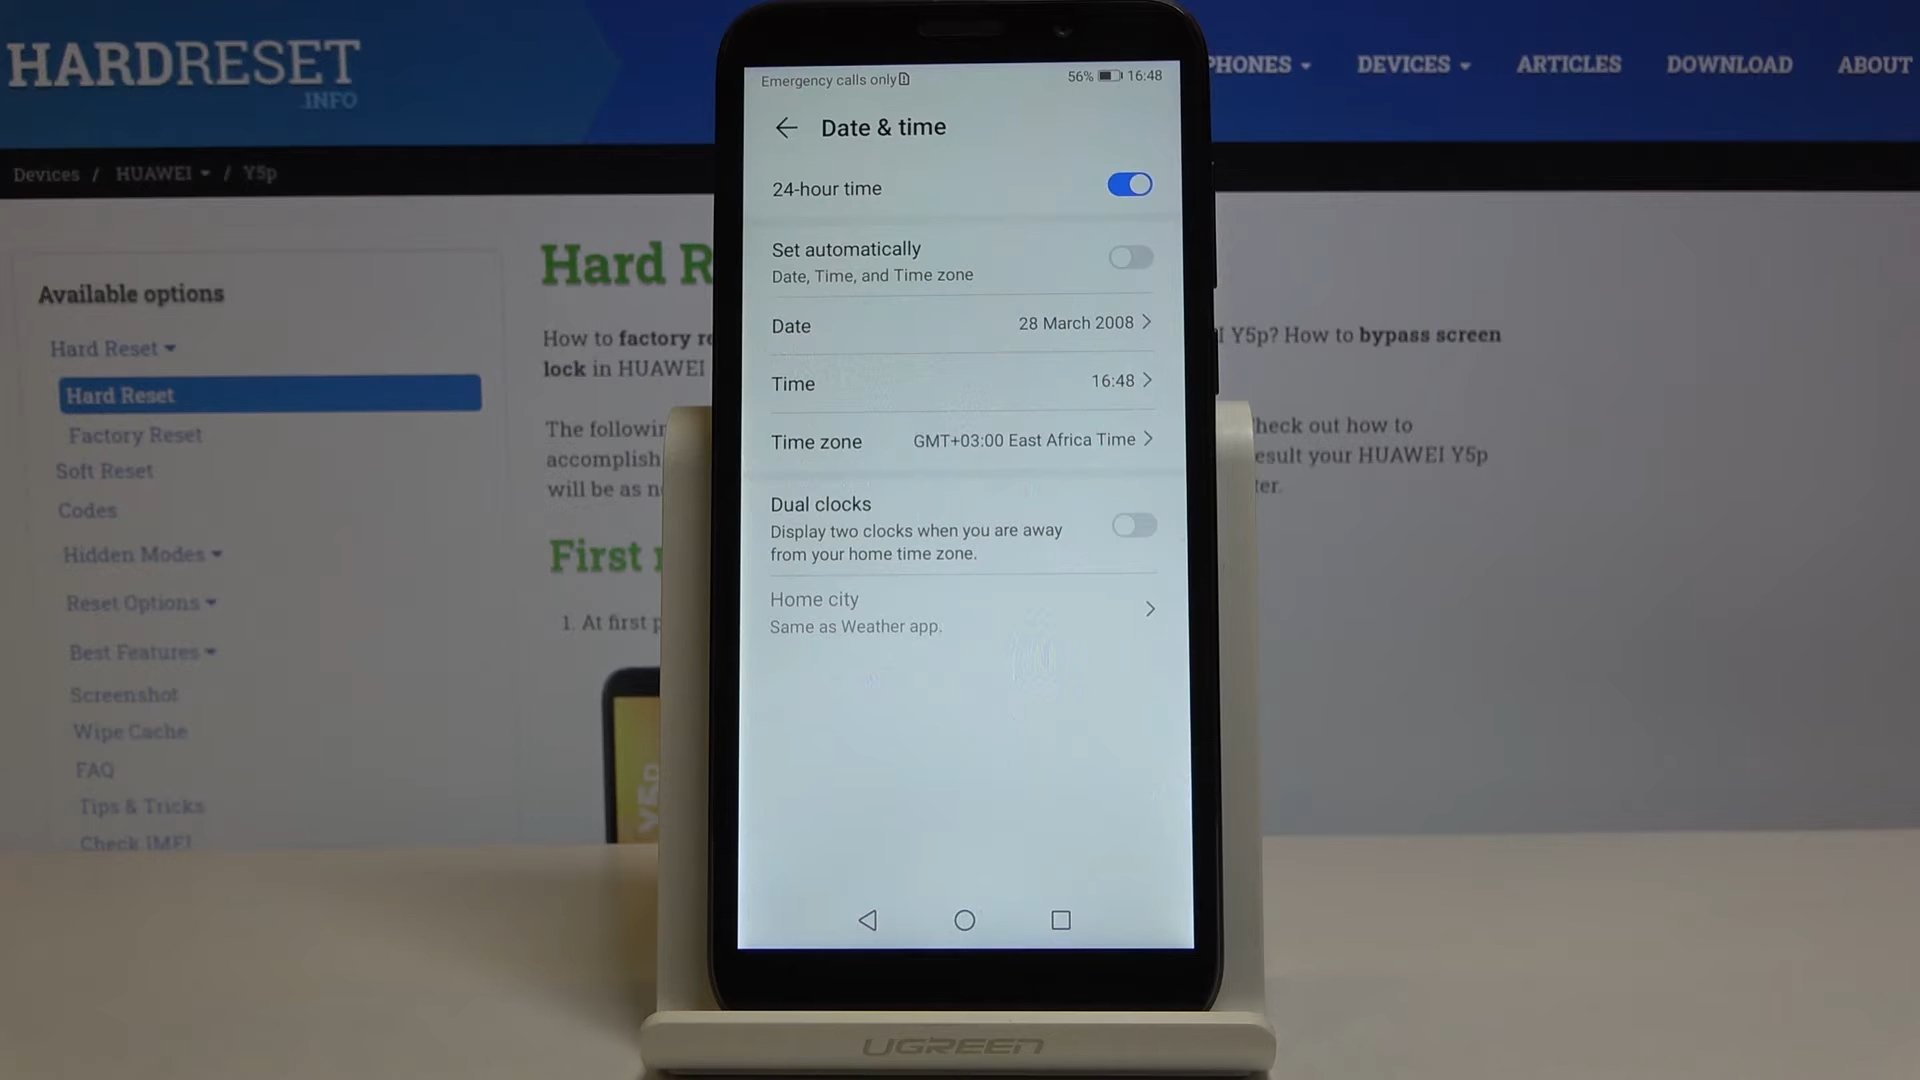 HARDRESET
.INFO
PHONES
DEVICES
ARTICLES
DOWNLOAD
ABOUT
Devices / HUAWEI / Y5p
Available options
Hard Reset
Hard Reset
Factory Reset
Soft Reset
Codes
Hidden Modes
Reset Options
Best Features
Screenshot
Wipe Cache
FAQ
Tips & Tricks
Check IMEI
Hard R
How to factory re
lock in HUAWEI
The followin
accomplish
will be as n
First
1. At first p
I Y5p? How to bypass screen
heck out how to
esult your HUAWEI Y5p
ter.
Emergency calls only
56% 16:48
Date & time
24-hour time
Set automatically
Date, Time, and Time zone
Date 28 March 2008
Time 16:48
Time zone GMT+03:00 East Africa Time
Dual clocks
Display two clocks when you are away
from your home time zone.
Home city
Same as Weather app.
UGREEN